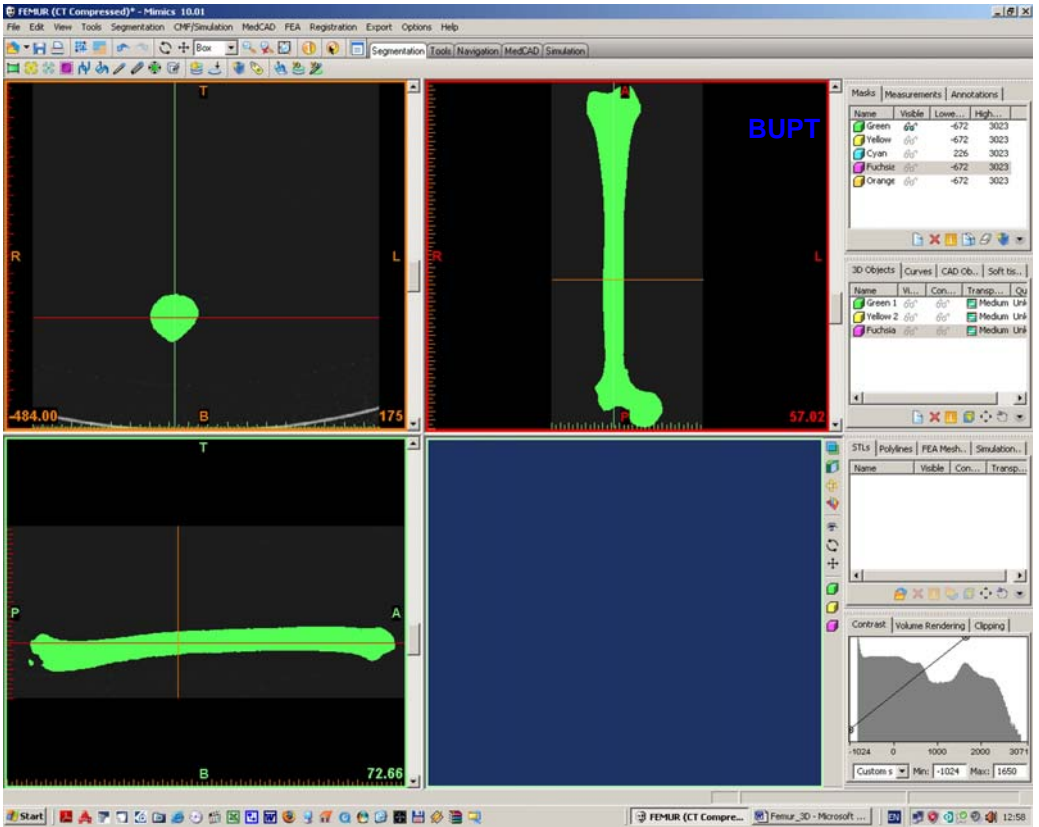 FEMUR (CT Compressed)* - Mimics 10.01
File Edit View Tools Segmentation CMF/Simulation MedCAD FEA Registration Export Options Help
Box Segmentation Tools Navigation MedCAD Simulation
T
R L
-484.00 B 175
A
BUPT
R L
P 57.02
T
P A
B 72.66
Masks Measurements Annotations
Name Visible Lowe... High...
Green -672 3023
Yellow -672 3023
Cyan 226 3023
Fuchsia -672 3023
Orange -672 3023
3D Objects Curves CAD Ob... Soft tis...
Name Vi... Con... Transp... Qu
Green 1 Medium Unk
Yellow 2 Medium Unk
Fuchsia Medium Unk
STLs Polylines FEA Mesh... Simulation...
Name Visible Con... Transp...
Contrast Volume Rendering Clipping
-1024 0 1000 2000 3071
Custom s Min: -1024 Max: 1650
Start FEMUR (CT Compre... Femur_3D - Microsoft ... EN 12:58